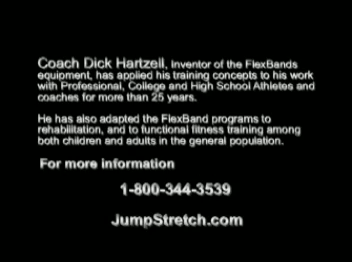 Coach Dick Hartzell, inventor of the FlexBands
equipment, has applied his training concepts to his work
with Professional, College and High School Athletes and
coaches for more than 25 years.
He has also adapted the FlexBand programs to
rehabilitation, and to functional fitness training among
both children and adults in the general population.
For more information
1-800-344-3539
JumpStretch.com